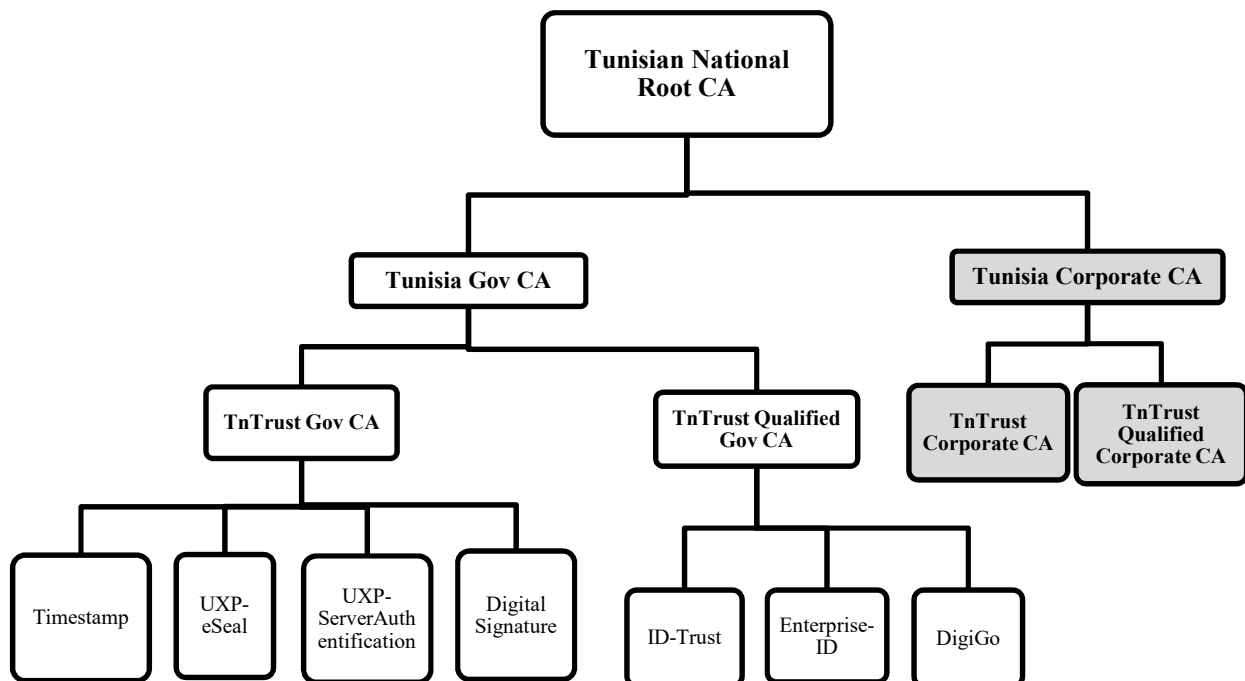 Tunisian National
Root CA
Tunisia Gov CA
Tunisia Corporate CA
TnTrust Gov CA
TnTrust Qualified
Gov CA
TnTrust
Corporate CA
TnTrust
Qualified
Corporate CA
Timestamp
UXP-
eSeal
UXP-
ServerAuth
entification
Digital
Signature
ID-Trust
Enterprise-
ID
DigiGo